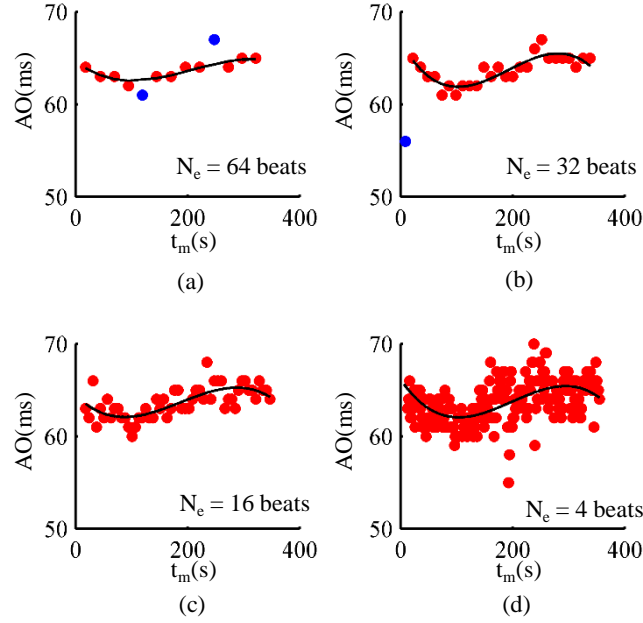 70
60
50
AO(ms)
N_e = 64 beats
0 200 400
t_m(s)
(a)
70
60
50
AO(ms)
N_e = 32 beats
0 200 400
t_m(s)
(b)
70
60
50
AO(ms)
N_e = 16 beats
0 200 400
t_m(s)
(c)
70
60
50
AO(ms)
N_e = 4 beats
0 200 400
t_m(s)
(d)